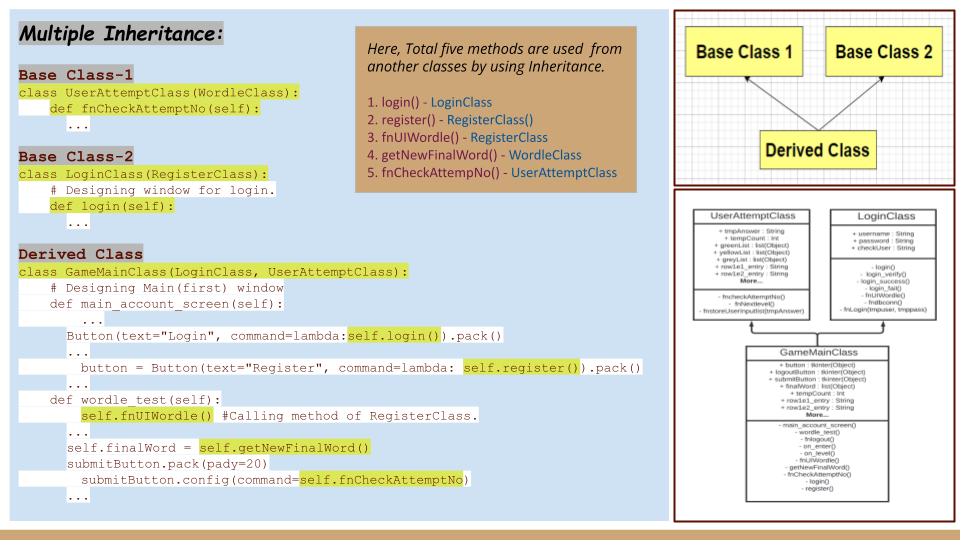 Multiple Inheritance:
Base Class-1
class UserAttemptClass(WordleClass):
def fnCheckAttemptNo(self):
...
Base Class-2
class LoginClass(RegisterClass):
# Designing window for login.
def login(self):
...
Derived Class
class GameMainClass(LoginClass, UserAttemptClass):
# Designing Main(first) window
def main_account_screen(self):
...
Button(text="Login", command=lambda:self.login()).pack()
...
button = Button(text="Register", command=lambda: self.register()).pack()
...
def wordle_test(self):
self.fnUIWordle() #Calling method of RegisterClass.
...
self.finalWord = self.getNewFinalWord()
submitButton.pack(pady=20)
submitButton.config(command=self.fnCheckAttemptNo)
...
Here, Total five methods are used from
another classes by using Inheritance.
1. login() - LoginClass
2. register() - RegisterClass()
3. fnUIWordle() - RegisterClass
4. getNewFinalWord() - WordleClass
5. fnCheckAttempNo() - UserAttemptClass
Base Class 1
Base Class 2
Derived Class
UserAttemptClass
+ tmpAnswer : String
+ tempCount : Int
+ greenList : list(Object)
+ yellowList : list(Object)
+ greyList : list(Object)
+ row1e1_entry : String
+ row1e2_entry : String
More...
- fncheckAttemptNo()
- fnNextlevel()
- fnstoreUserinputlist(tmpAnswer)
LoginClass
+ username : String
+ password : String
+ checkUser : String
- login()
- login_verify()
- login_success()
- login_fail()
- fnUIWordle()
- fndbconn()
- fnLogin(tmpuser, tmppass)
GameMainClass
+ button : tkinter(Object)
+ logoutButton : tkinter(Object)
+ submitButton : tkinter(Object)
+ finalWord : list(Object)
+ tempCount : Int
+ row1e1_entry : String
+ row1e2_entry : String
More...
- main_account_screen()
- wordle_test()
- fnlogout()
- on_enter()
- on_level()
- fnUIWordle()
- getNewFinalWord()
- fnCheckAttemptNo()
- login()
- register()